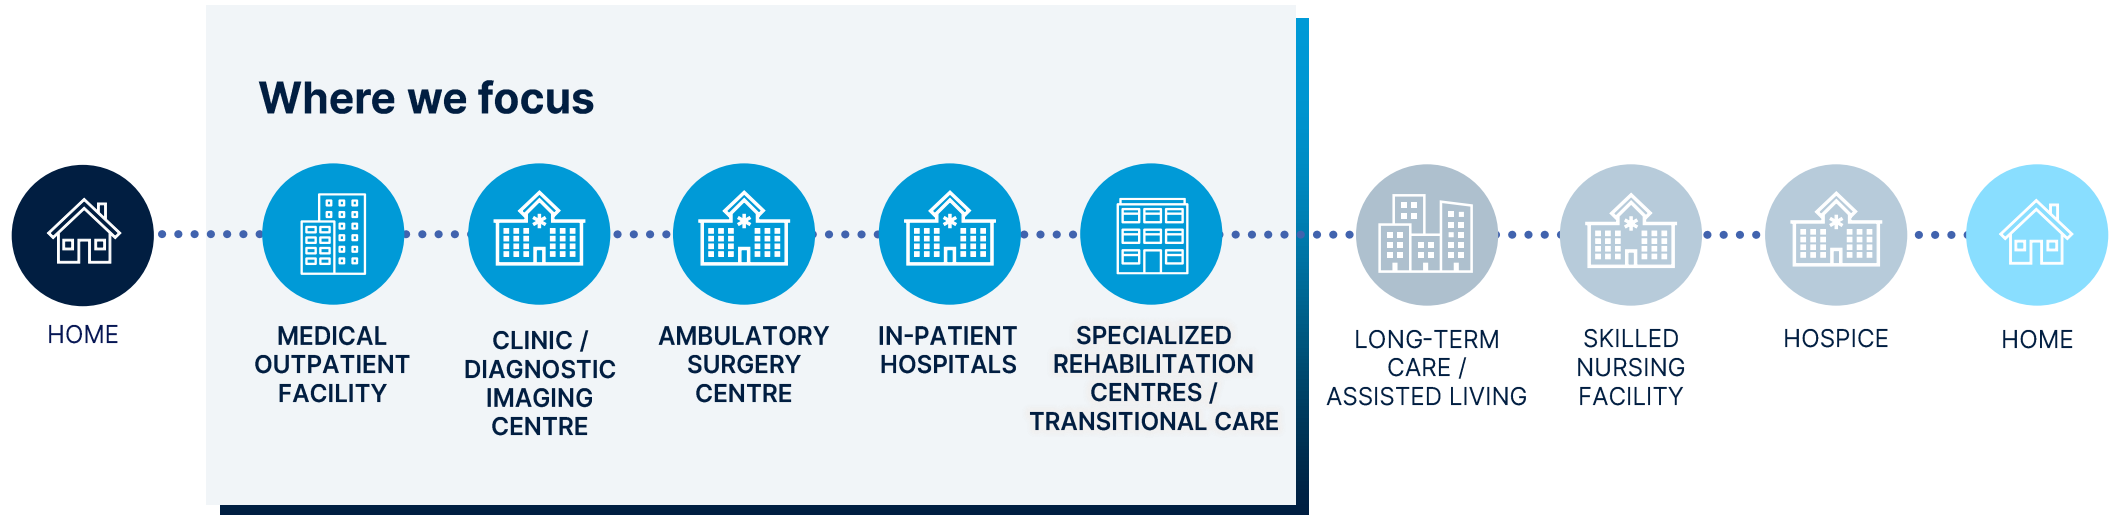 Where we focus
HOME
MEDICAL
OUTPATIENT
FACILITY
CLINIC /
DIAGNOSTIC
IMAGING
CENTRE
AMBULATORY
SURGERY
CENTRE
IN-PATIENT
HOSPITALS
SPECIALIZED
REHABILITATION
CENTRES /
TRANSITIONAL CARE
LONG-TERM
CARE /
ASSISTED LIVING
SKILLED
NURSING
FACILITY
HOSPICE
HOME